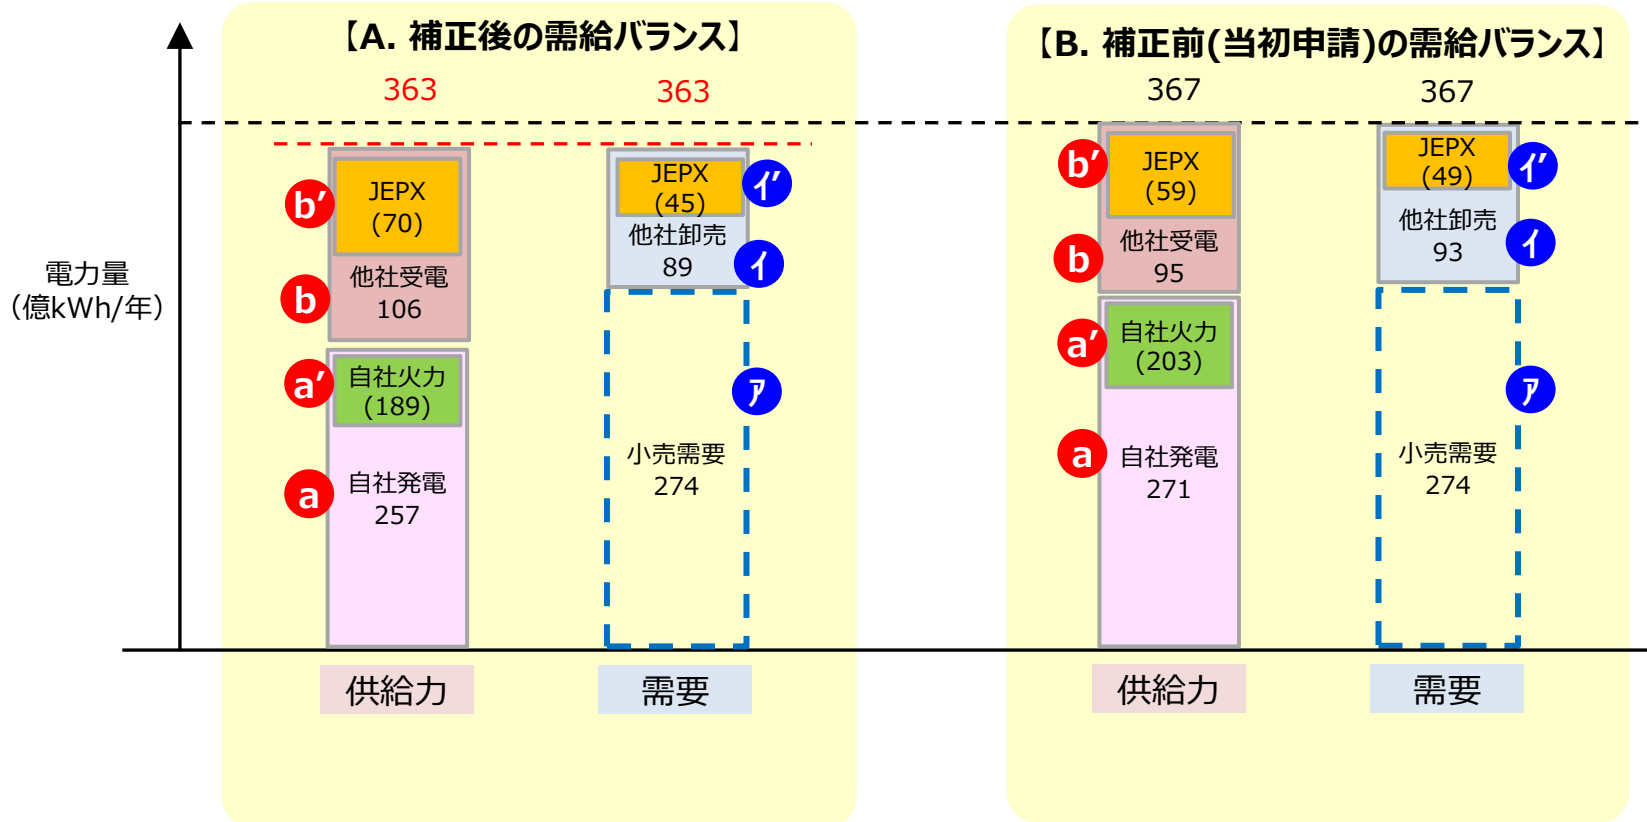 【A. 補正後の需給バランス】
363
363
b’
JEPX
(70)
b
他社受電
106
a’
自社火力
(189)
a
自社発電
257
JEPX
(45)
イ’
他社卸売
89
イ
ア
小売需要
274
供給力
需要
電力量
（億kWh/年）
【B. 補正前(当初申請)の需給バランス】
367
367
b’
JEPX
(59)
b
他社受電
95
a’
自社火力
(203)
a
自社発電
271
JEPX
(49)
イ’
他社卸売
93
イ
ア
小売需要
274
供給力
需要